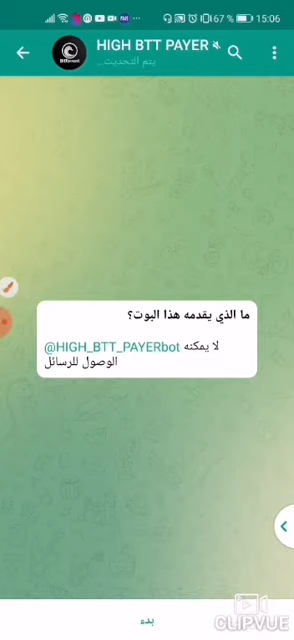 67 % 15:06
HIGH BTT PAYER
يتم التحديث...
BitTorrent
ما الذي يقدمه هذا البوت؟
لا يمكنه @HIGH_BTT_PAYERbot
الوصول للرسائل
بدء
CLIPVUE